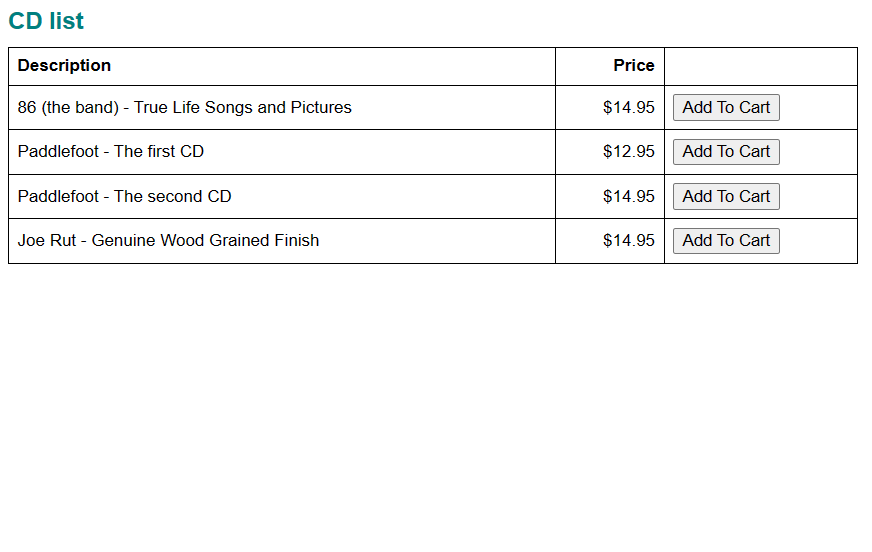 CD list
Description Price
86 (the band) - True Life Songs and Pictures $14.95 Add To Cart
Paddlefoot - The first CD $12.95 Add To Cart
Paddlefoot - The second CD $14.95 Add To Cart
Joe Rut - Genuine Wood Grained Finish $14.95 Add To Cart